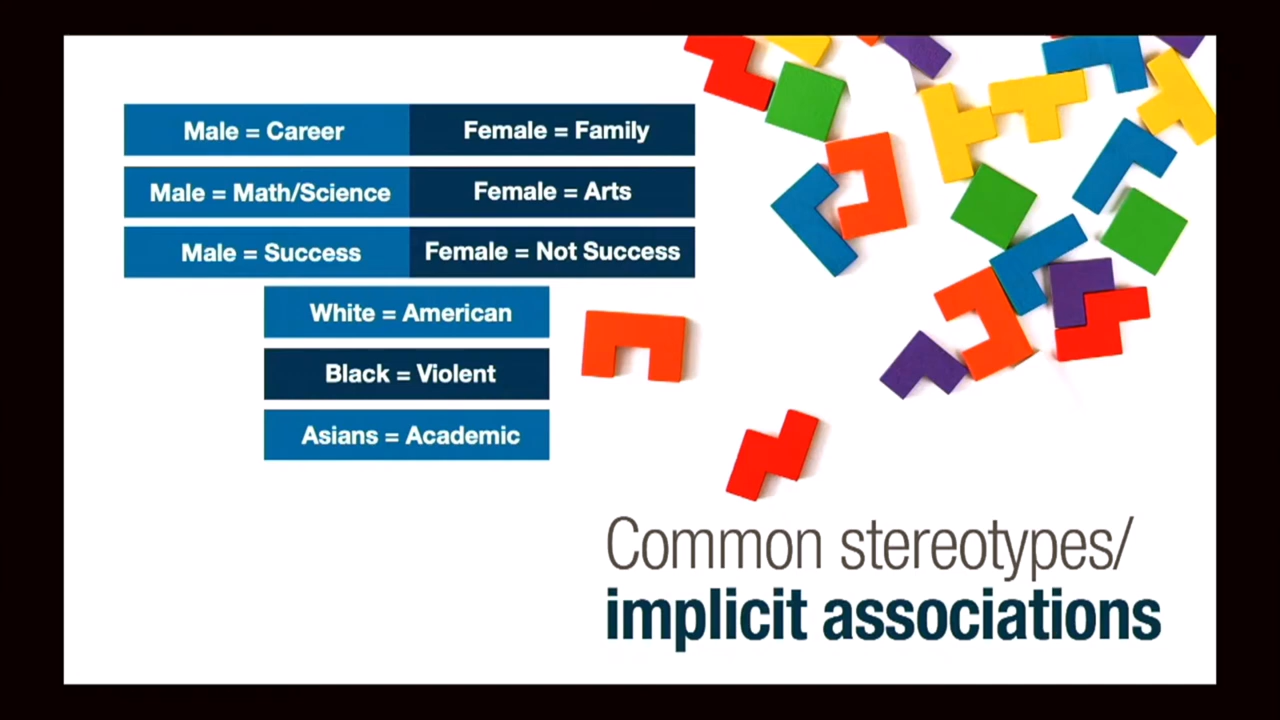 Male = Career Female = Family
Male = Math/Science Female = Arts
Male = Success Female = Not Success
White = American
Black = Violent
Asians = Academic
Common stereotypes/
implicit associations